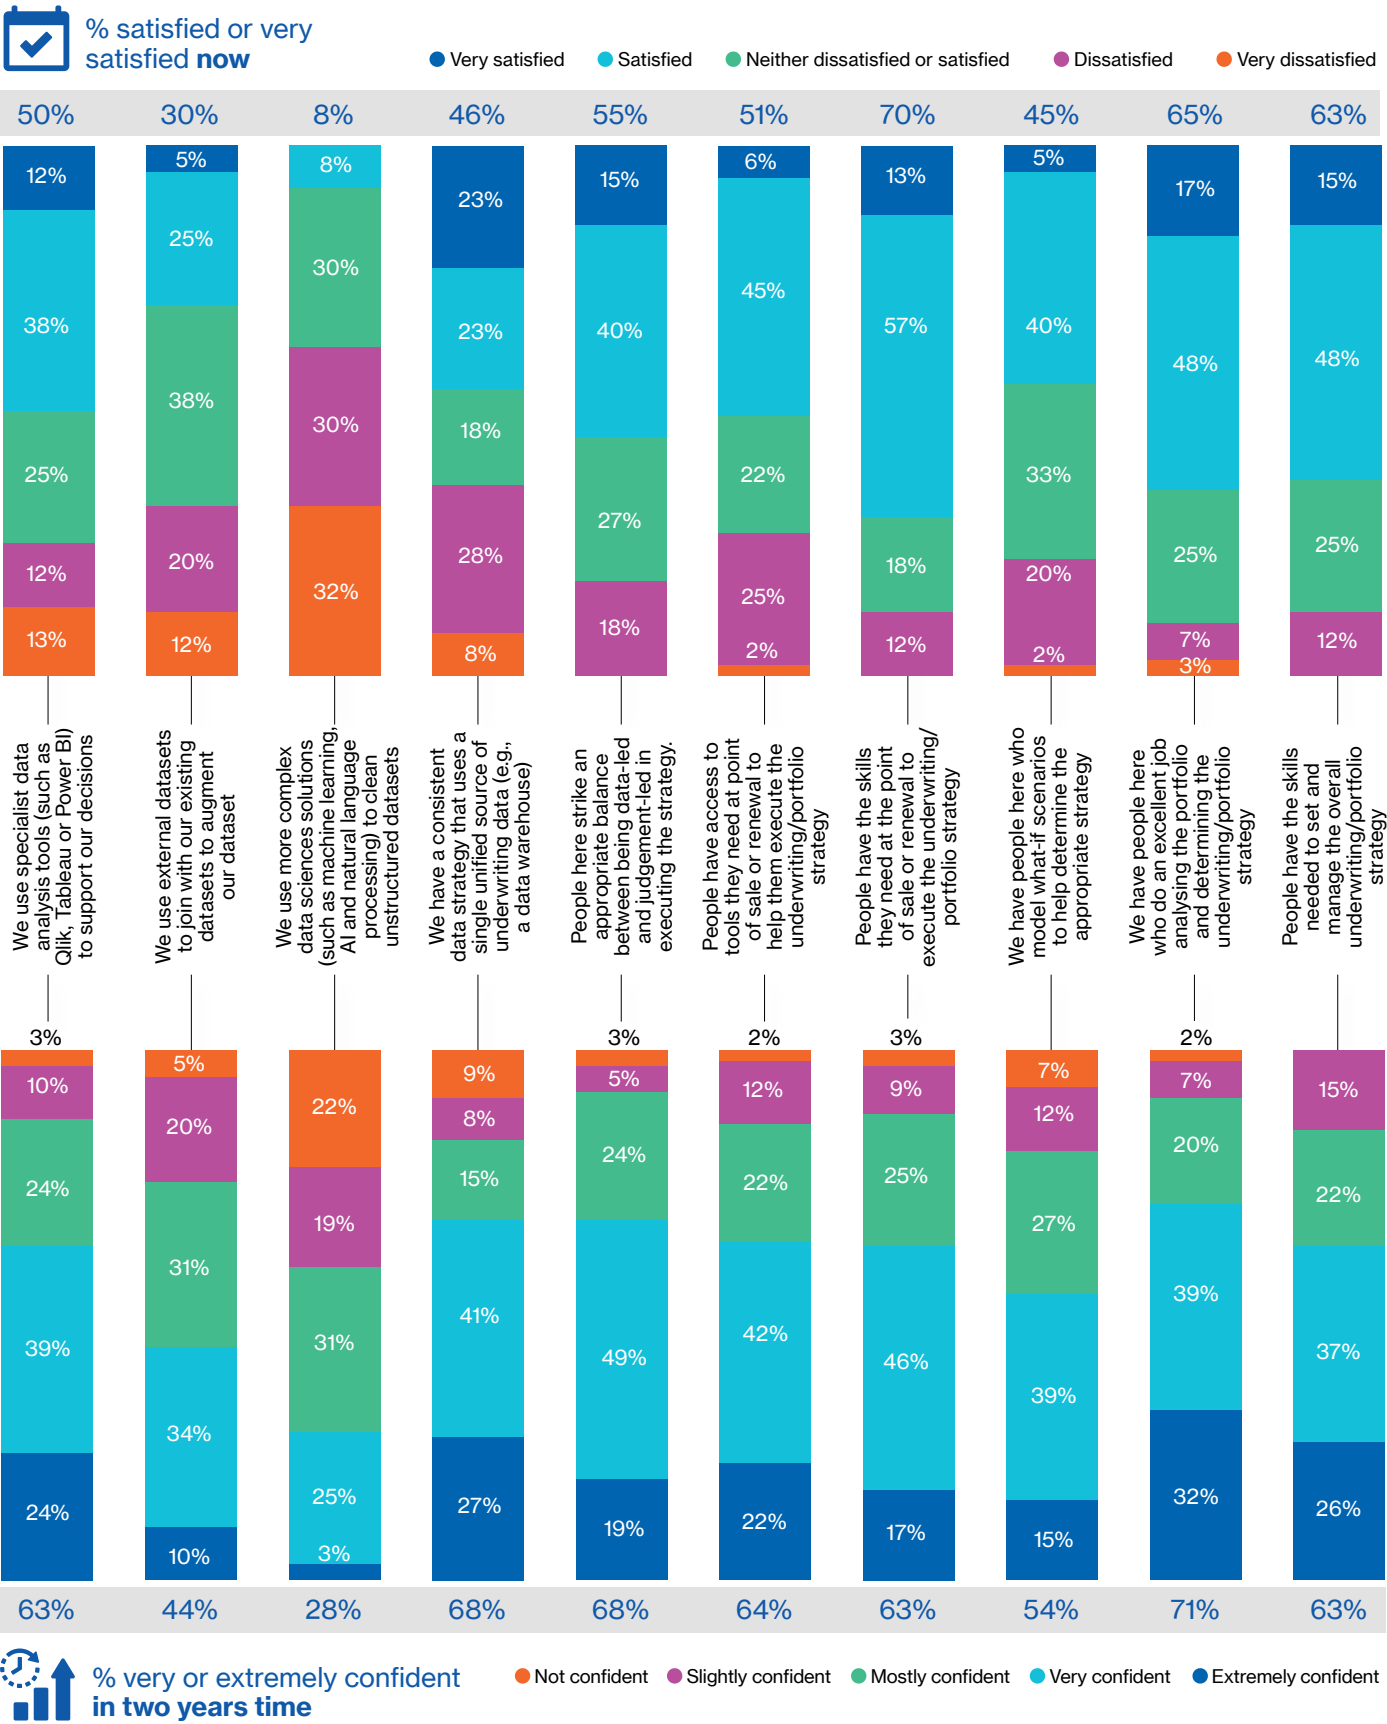 % satisfied or very
satisfied now
Very satisfied
Satisfied
Neither dissatisfied or satisfied
Dissatisfied
Very dissatisfied
50%
30%
8%
46%
55%
51%
70%
45%
65%
63%
12%
38%
25%
12%
13%
5%
25%
38%
20%
12%
8%
30%
30%
32%
23%
23%
18%
28%
8%
15%
40%
27%
18%
6%
45%
22%
25%
2%
13%
57%
18%
12%
5%
40%
33%
20%
2%
17%
48%
25%
7%
3%
15%
48%
25%
12%
We use specialist data
analysis tools (such as
Qlik, Tableau or Power BI)
to support our decisions
We use external datasets
to join with our existing
datasets to augment
our dataset
We use more complex
data sciences solutions
(such as machine learning,
AI and natural language
processing) to clean
unstructured datasets
We have a consistent
data strategy that uses a
single unified source of
underwriting data (e.g.,
a data warehouse)
People here strike an
appropriate balance
between being data-led
and judgement-led in
executing the strategy.
People have access to
tools they need at point
of sale or renewal to
help them execute the
underwriting/portfolio
strategy
People have the skills
they need at the point
of sale or renewal to
execute the underwriting/
portfolio strategy
We have people here who
model what-if scenarios
to help determine the
appropriate strategy
We have people here
who do an excellent job
analysing the portfolio
and determining the
underwriting/portfolio
strategy
People have the skills
needed to set and
manage the overall
underwriting/portfolio
strategy
3%
10%
24%
39%
24%
5%
20%
31%
34%
10%
22%
19%
31%
25%
3%
9%
8%
15%
41%
27%
3%
5%
24%
49%
19%
2%
12%
22%
42%
22%
3%
9%
25%
46%
17%
7%
12%
27%
39%
15%
2%
7%
20%
39%
32%
15%
22%
37%
26%
63%
44%
28%
68%
68%
64%
63%
54%
71%
63%
% very or extremely confident
in two years time
Not confident
Slightly confident
Mostly confident
Very confident
Extremely confident